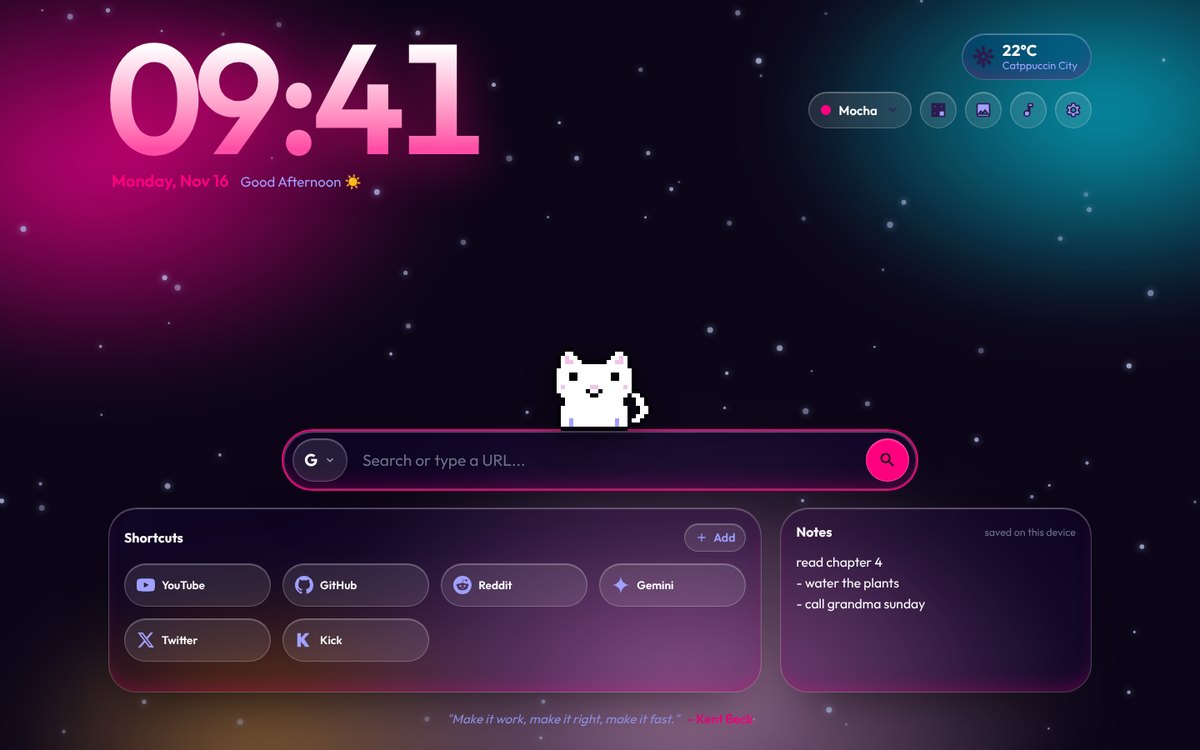 09:41
Monday, Nov 16 Good Afternoon ☀️
22°C
Catppuccin City
Mocha
G
Search or type a URL...
Shortcuts
+ Add
YouTube
GitHub
Reddit
Gemini
Twitter
Kick
Notes
saved on this device
read chapter 4
- water the plants
- call grandma sunday
"Make it work, make it right, make it fast." - Kent Beck